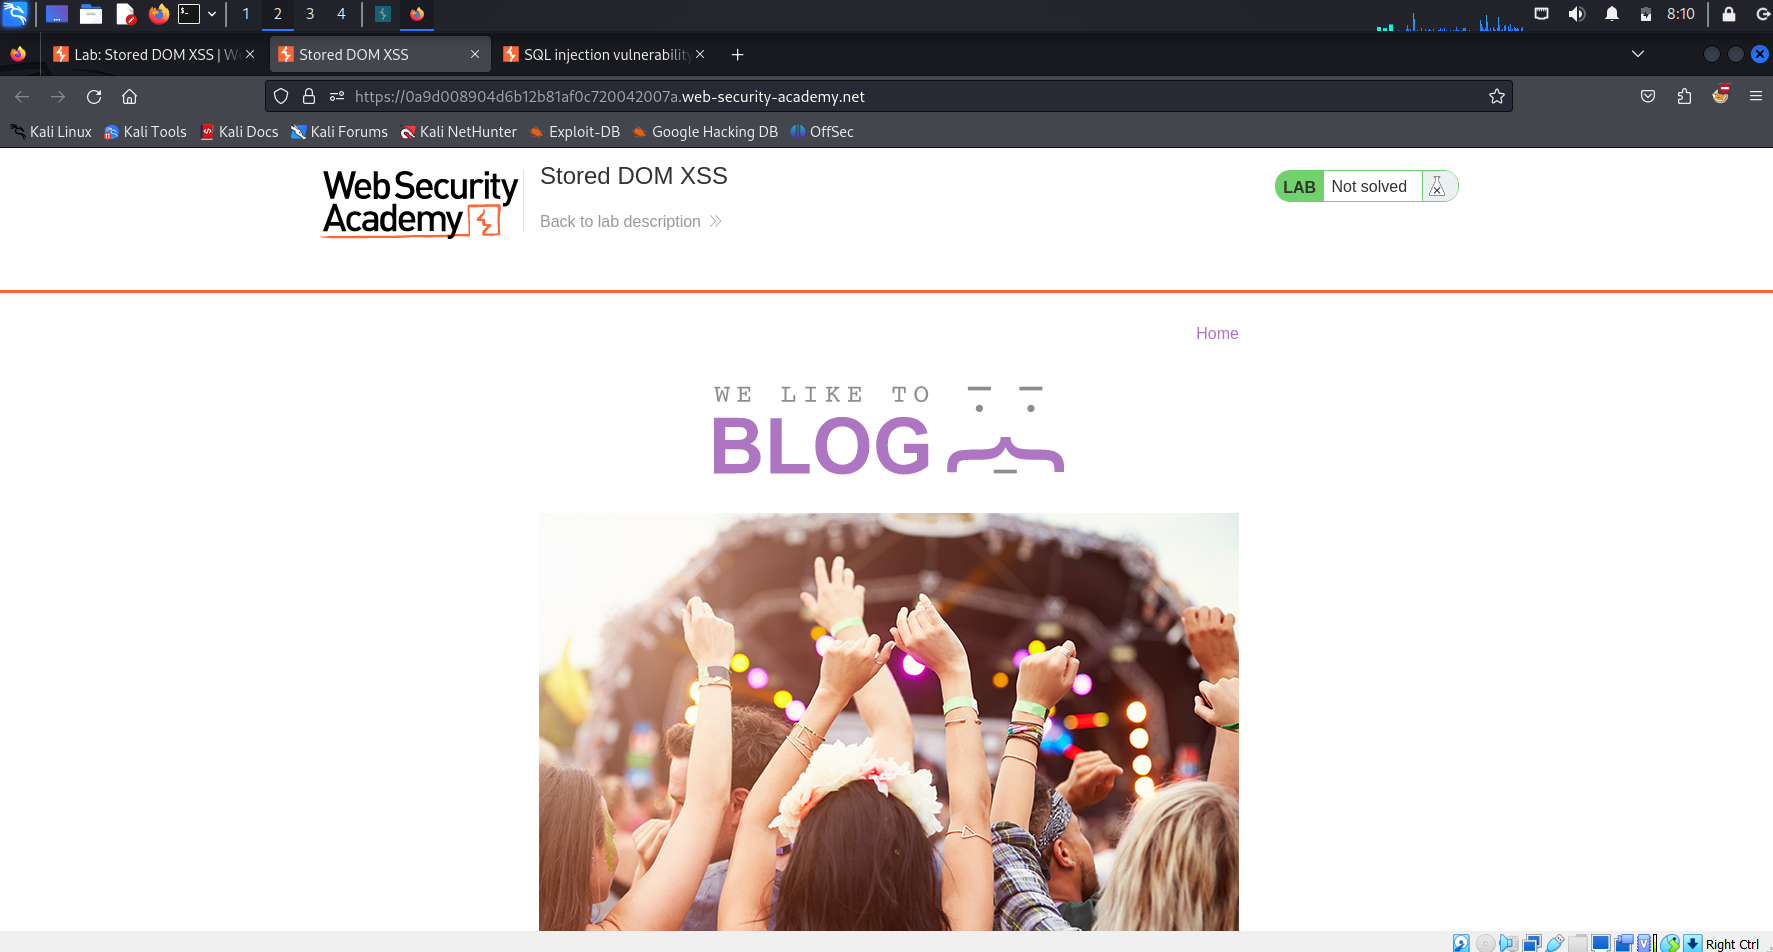 1 2 3 4 8:10
Lab: Stored DOM XSS | We Stored DOM XSS SQL injection vulnerability
https://0a9d008904d6b12b81af0c720042007a.web-security-academy.net
Kali Linux Kali Tools Kali Docs Kali Forums Kali NetHunter Exploit-DB Google Hacking DB OffSec
Web Security
Academy
Stored DOM XSS
Back to lab description
LAB Not solved
Home
WE LIKE TO
BLOG
Right Ctrl